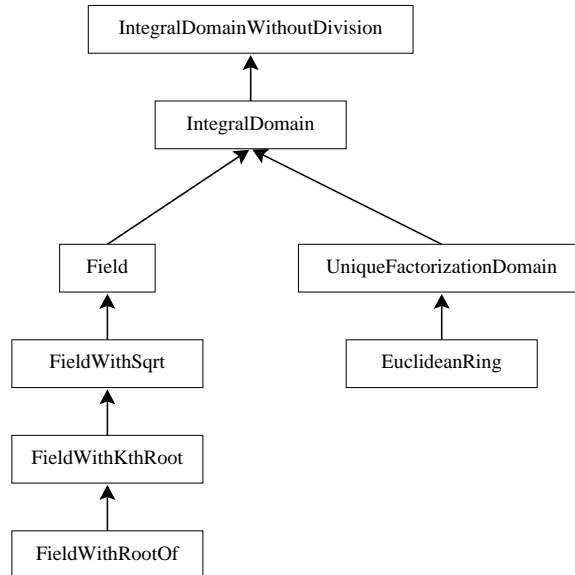 IntegralDomainWithoutDivision
IntegralDomain
Field
UniqueFactorizationDomain
FieldWithSqrt
EuclideanRing
FieldWithKthRoot
FieldWithRootOf